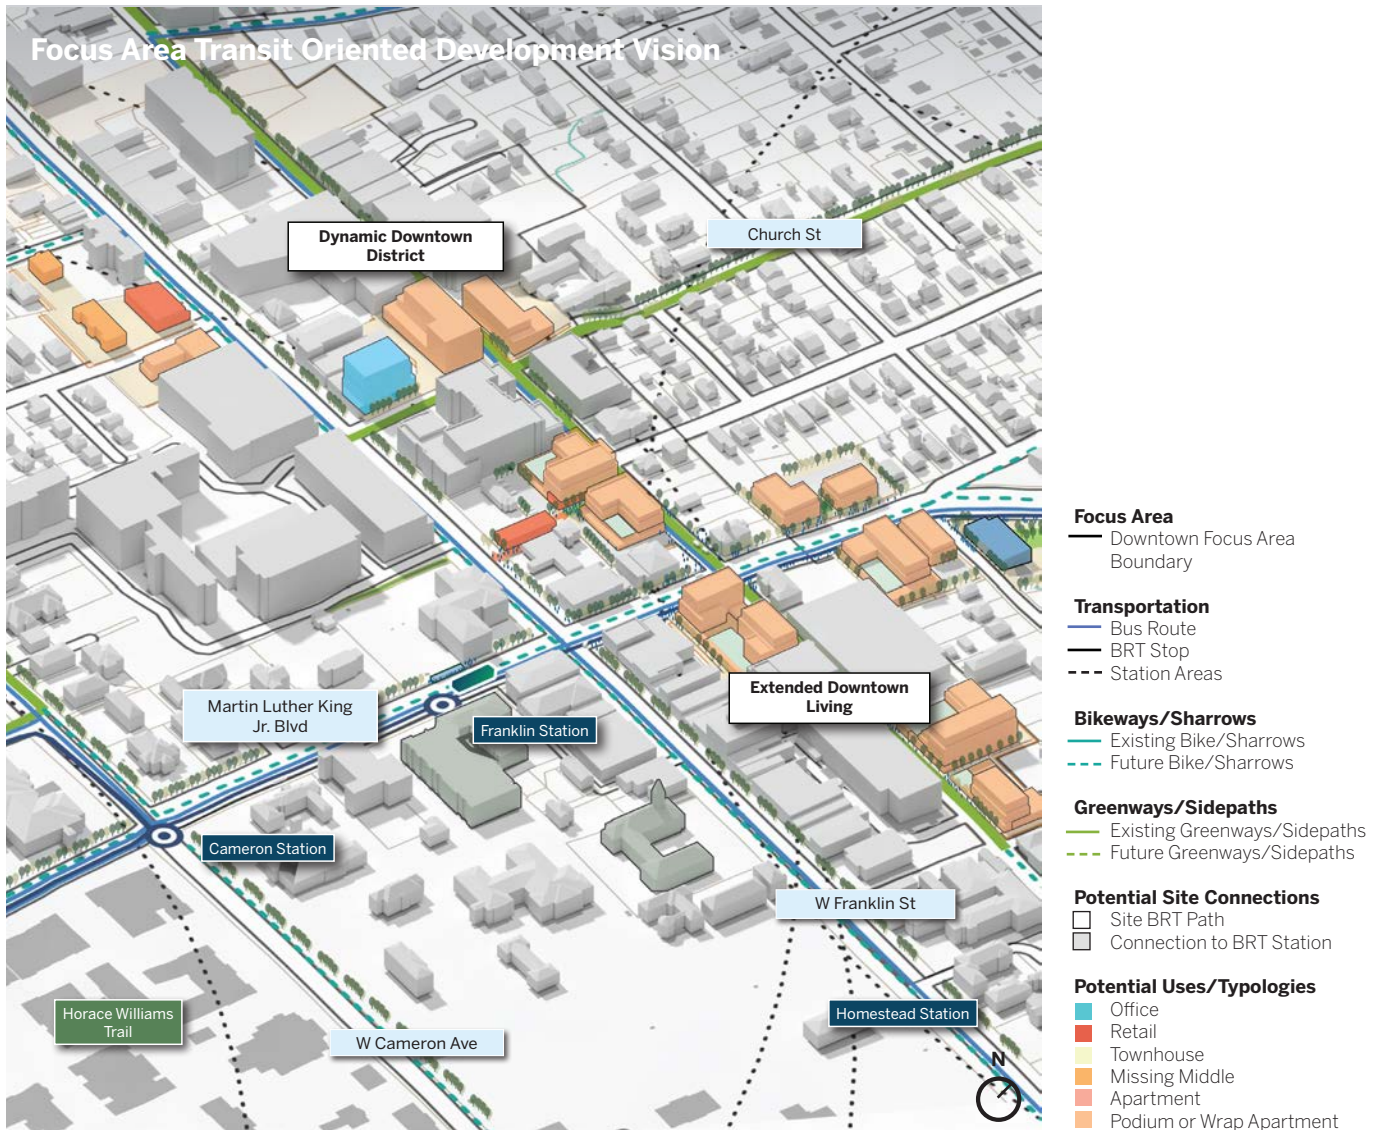 Focus Area Transit Oriented Development Vision
Dynamic Downtown
District
Church St
Martin Luther King
Jr. Blvd
Franklin Station
Extended Downtown
Living
Cameron Station
W Franklin St
Horace Williams
Trail
W Cameron Ave
Homestead Station
N
Focus Area
Downtown Focus Area
Boundary
Transportation
Bus Route
BRT Stop
Station Areas
Bikeways/Sharrows
Existing Bike/Sharrows
Future Bike/Sharrows
Greenways/Sidepaths
Existing Greenways/Sidepaths
Future Greenways/Sidepaths
Potential Site Connections
Site BRT Path
Connection to BRT Station
Potential Uses/Typologies
Office
Retail
Townhouse
Missing Middle
Apartment
Podium or Wrap Apartment